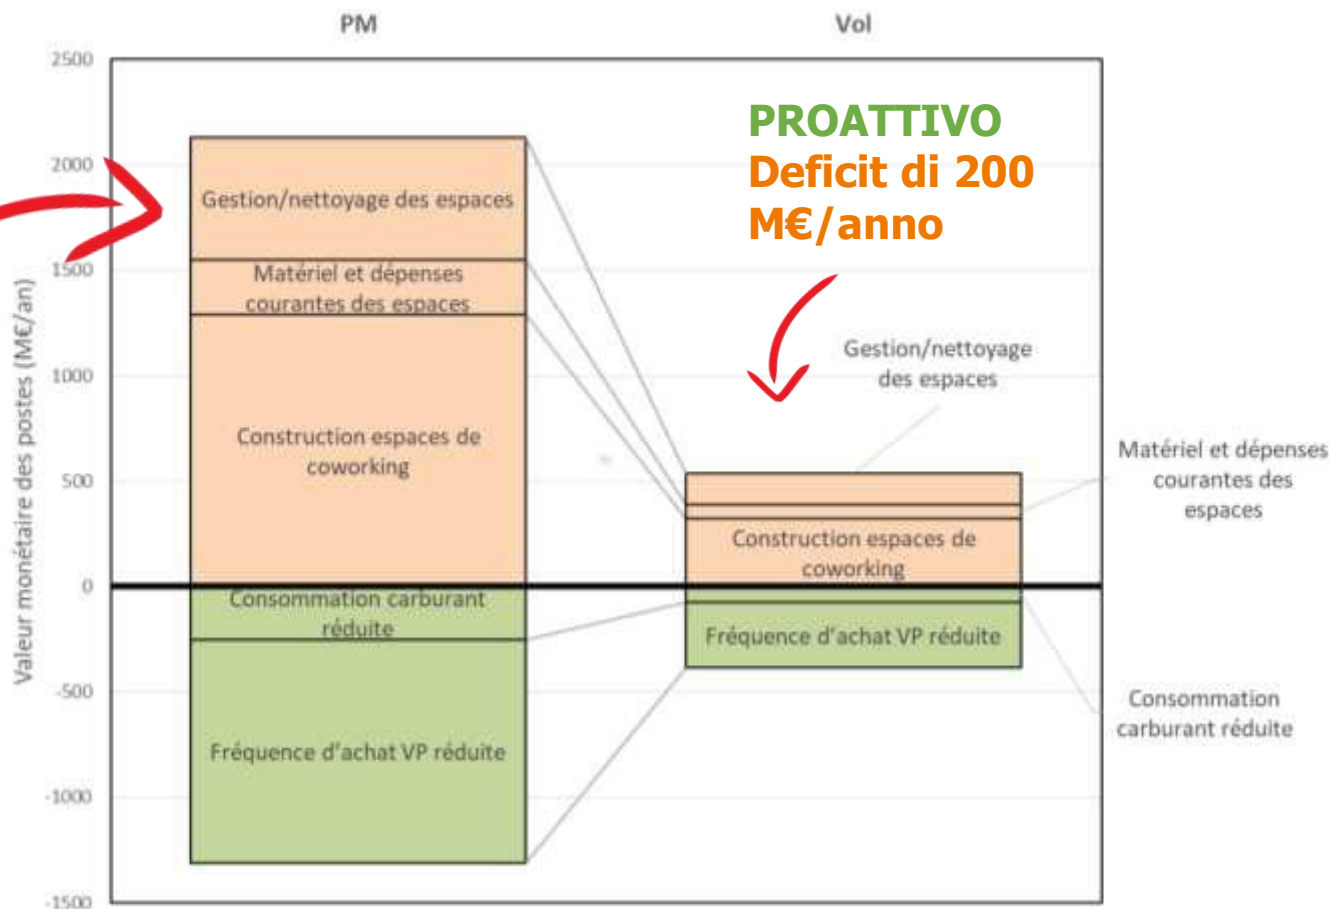 PM
Vol
2500
2000
1500
1000
500
0
-500
-1000
-1500
Valeur monétaire des postes (M€/an)
Gestion/nettoyage des espaces
Matériel et dépenses
courantes des espaces
Construction espaces de
coworking
Consommation carburant
réduite
Fréquence d'achat VP réduite
PROATTIVO
Deficit di 200
M€/anno
Gestion/nettoyage
des espaces
Matériel et dépenses
courantes des
espaces
Construction espaces de
coworking
Fréquence d'achat VP réduite
Consommation
carburant réduite